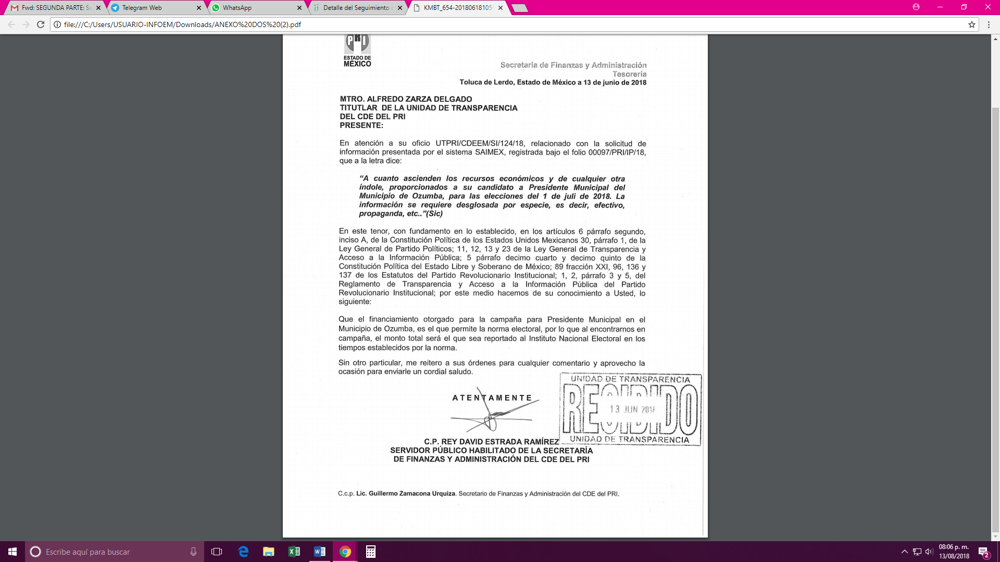 Fwd: SEGUNDA PARTE: Se
Telegram Web
WhatsApp
Detalle del Seguimiento
KMBT_654-2018061810
file:///C:/Users/USUARIO-INFOEM/Downloads/ANEXO%20DOS%20(2).pdf
PRI
ESTADO DE
MÉXICO
Secretaría de Finanzas y Administración
Tesorería
Toluca de Lerdo, Estado de México a 13 de junio de 2018
MTRO. ALFREDO ZARZA DELGADO
TITUTLAR DE LA UNIDAD DE TRANSPARENCIA
DEL CDE DEL PRI
PRESENTE:
En atención a su oficio UTPRI/CDEEM/SI/124/18, relacionado con la solicitud de
información presentada por el sistema SAIMEX, registrada bajo el folio 00097/PRI/IP/18,
que a la letra dice:
“A cuanto ascienden los recursos económicos y de cualquier otra
índole, proporcionados a su candidato a Presidente Municipal del
Municipio de Ozumba, para las elecciones del 1 de juli de 2018. La
información se requiere desglosada por especie, es decir, efectivo,
propaganda, etc..”(Sic)
En este tenor, con fundamento en lo establecido, en los artículos 6 párrafo segundo,
inciso A, de la Constitución Política de los Estados Unidos Mexicanos 30, párrafo 1, de la
Ley General de Partido Políticos; 11, 12, 13 y 23 de la Ley General de Transparencia y
Acceso a la Información Pública; 5 párrafo decimo cuarto y decimo quinto de la
Constitución Política del Estado Libre y Soberano de México; 89 fracción XXI, 96, 136 y
137 de los Estatutos del Partido Revolucionario Institucional; 1, 2, párrafo 3 y 5, del
Reglamento de Transparencia y Acceso a la Información Pública del Partido
Revolucionario Institucional; por este medio hacemos de su conocimiento a Usted, lo
siguiente:
Que el financiamiento otorgado para la campaña para Presidente Municipal en el
Municipio de Ozumba, es el que permite la norma electoral, por lo que al encontrarnos en
campaña, el monto total será el que sea reportado al Instituto Nacional Electoral en los
tiempos establecidos por la norma.
Sin otro particular, me reitero a sus órdenes para cualquier comentario y aprovecho la
ocasión para enviarle un cordial saludo.
UNIDAD DE TRANSPARENCIA
RECIBIDO
13 JUN 2018
UNIDAD DE TRANSPARENCIA
ATENTAMENTE
C.P. REY DAVID ESTRADA RAMÍREZ
SERVIDOR PÚBLICO HABILITADO DE LA SECRETARÍA
DE FINANZAS Y ADMINISTRACIÓN DEL CDE DEL PRI
C.c.p. Lic. Guillermo Zamacona Urquiza. Secretario de Finanzas y Administración del CDE del PRI.
Escribe aquí para buscar
08:06 p. m.
13/08/2018
2